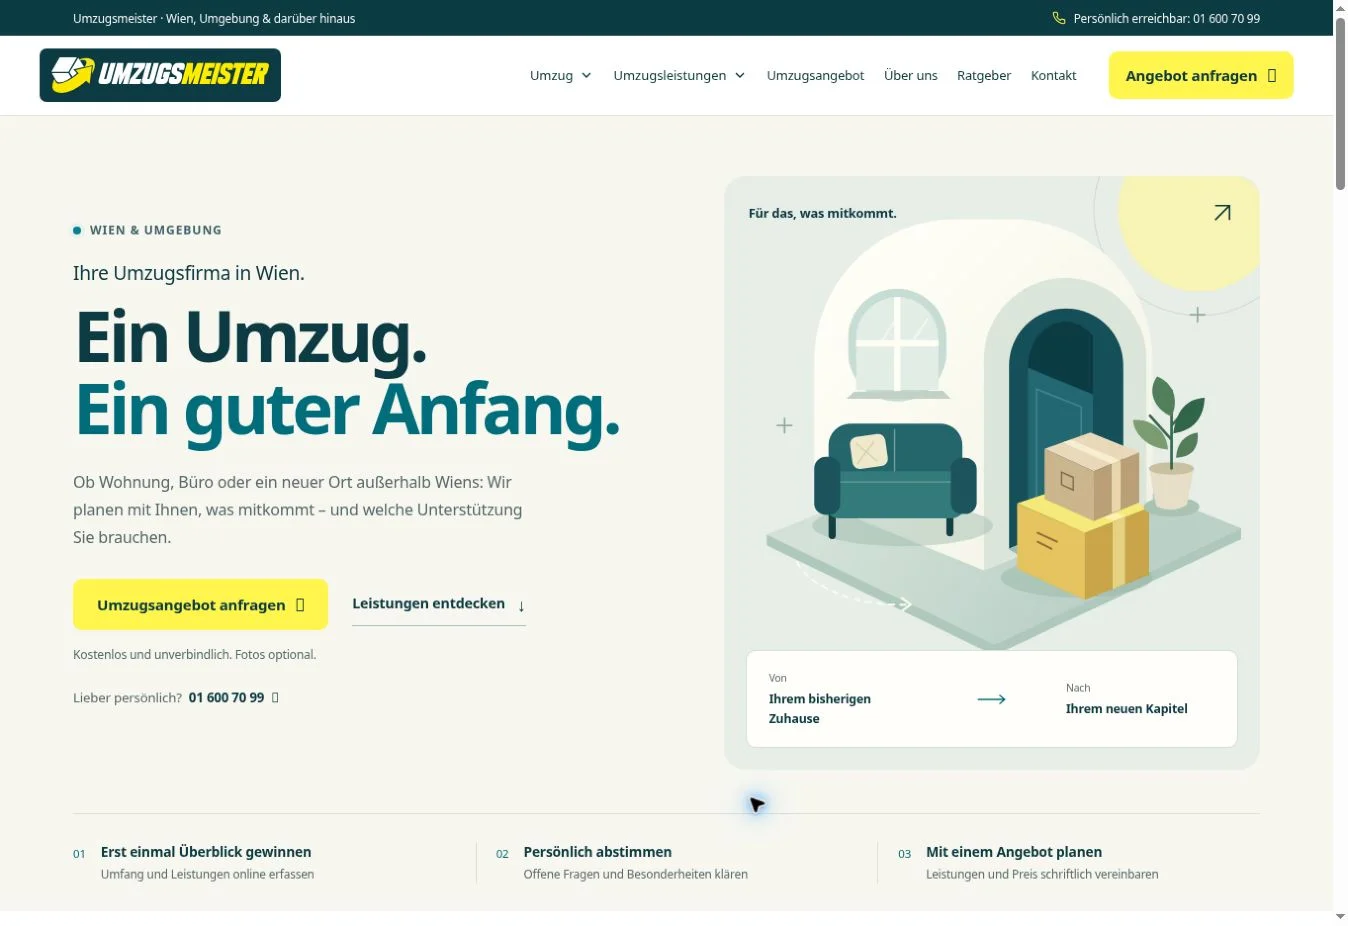 Umzugsmeister · Wien, Umgebung & darüber hinaus
Persönlich erreichbar: 01 600 70 99
UMZUGSMEISTER
Umzug
Umzugsleistungen
Umzugsangebot
Über uns
Ratgeber
Kontakt
Angebot anfragen
WIEN & UMGEBUNG
Ihre Umzugsfirma in Wien.
Ein Umzug.
Ein guter Anfang.
Ob Wohnung, Büro oder ein neuer Ort außerhalb Wiens: Wir
planen mit Ihnen, was mitkommt – und welche Unterstützung
Sie brauchen.
Umzugsangebot anfragen
Leistungen entdecken ↓
Kostenlos und unverbindlich. Fotos optional.
Lieber persönlich? 01 600 70 99
Für das, was mitkommt.
Von
Ihrem bisherigen
Zuhause
Nach
Ihrem neuen Kapitel
01 Erst einmal Überblick gewinnen
Umfang und Leistungen online erfassen
02 Persönlich abstimmen
Offene Fragen und Besonderheiten klären
03 Mit einem Angebot planen
Leistungen und Preis schriftlich vereinbaren